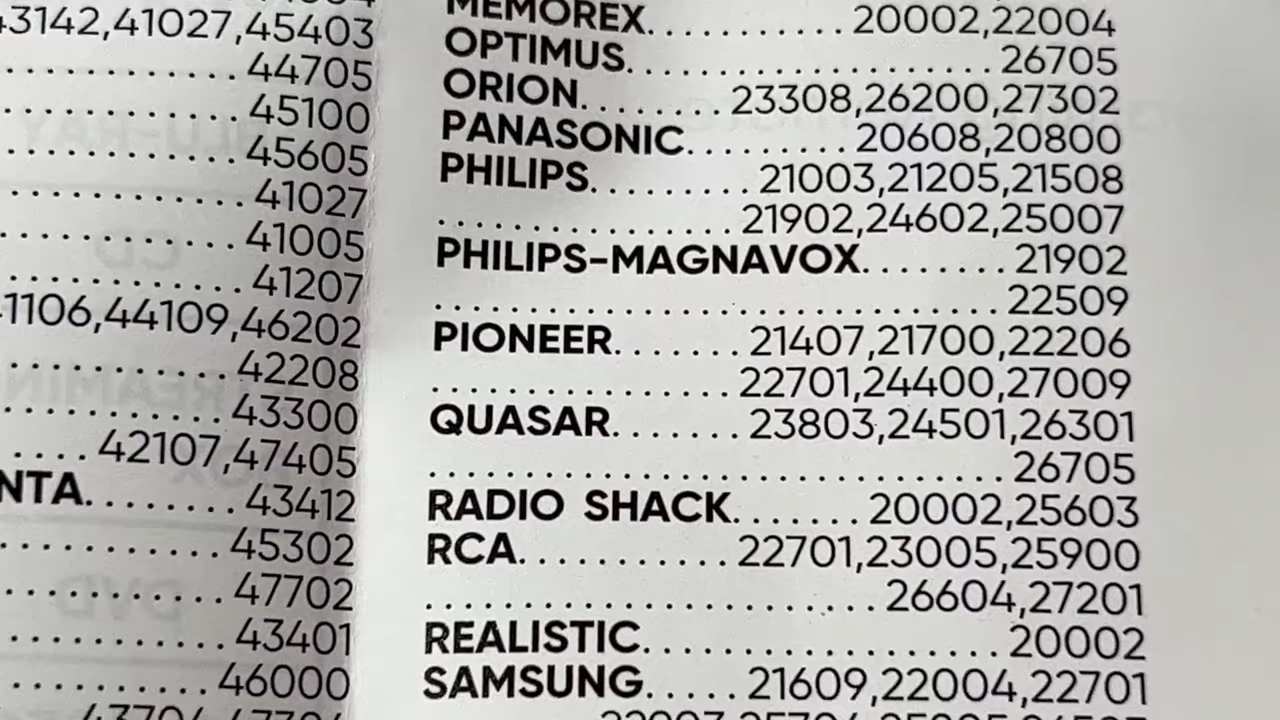 43142,41027,45403
44705
45100
45605
41027
41005
41207
1106,44109,46202
42208
43300
42107,47405
NTA........43412
45302
47702
43401
46000
MEMOREX...........20002,22004
OPTIMUS......................26705
ORION.......23308,26200,27302
PANASONIC.........20608,20800
PHILIPS.........21003,21205,21508
.................21902,24602,25007
PHILIPS-MAGNAVOX........21902
.................................22509
PIONEER.......21407,21700,22206
.................22701,24400,27009
QUASAR.......23803,24501,26301
.................................26705
RADIO SHACK.......20002,25603
RCA............22701,23005,25900
..........................26604,27201
REALISTIC.....................20002
SAMSUNG.....21609,22004,22701